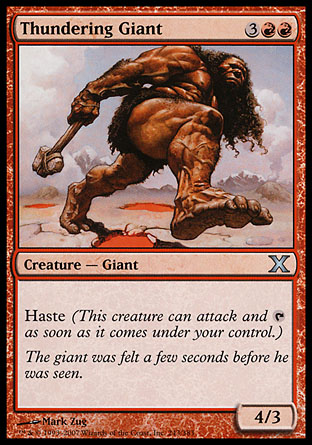 Thundering Giant 3
Creature — Giant X
Haste (This creature can attack and
as soon as it comes under your control.)
The giant was felt a few seconds before he
was seen.
Mark Zug
4/3